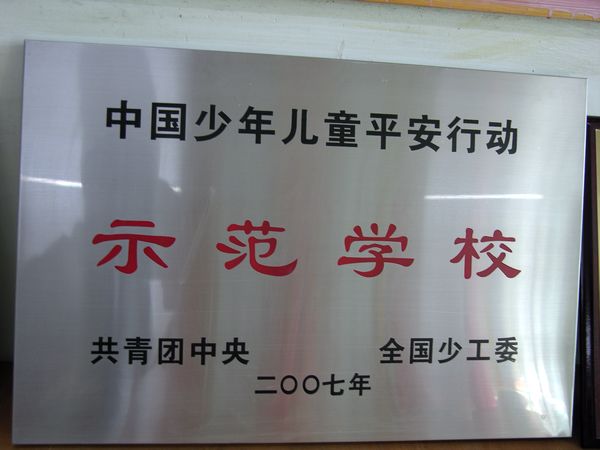 中国少年儿童平安行动
示范学校
共青团中央 全国少工委
二〇〇七年